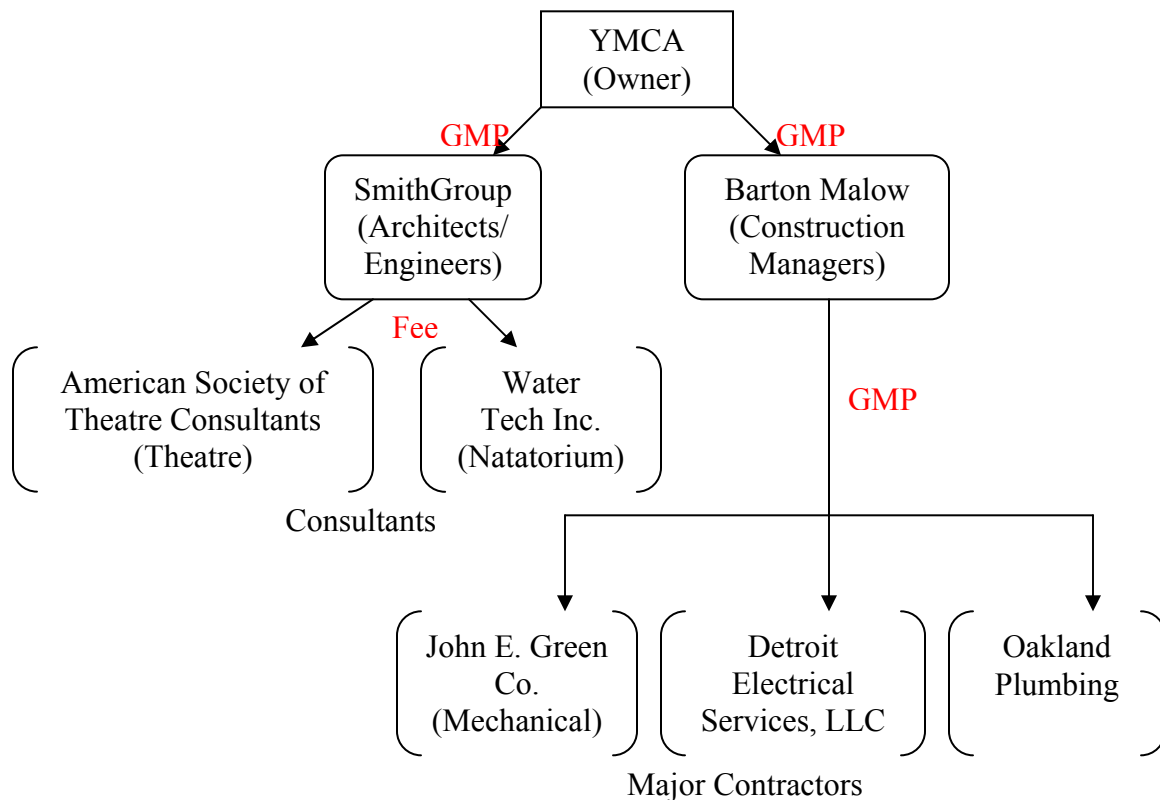 YMCA
(Owner)
GMP
GMP
SmithGroup
(Architects/
Engineers)
Barton Malow
(Construction
Managers)
Fee
American Society of
Theatre Consultants
(Theatre)
Water
Tech Inc.
(Natatorium)
GMP
Consultants
John E. Green
Co.
(Mechanical)
Detroit
Electrical
Services, LLC
Oakland
Plumbing
Major Contractors